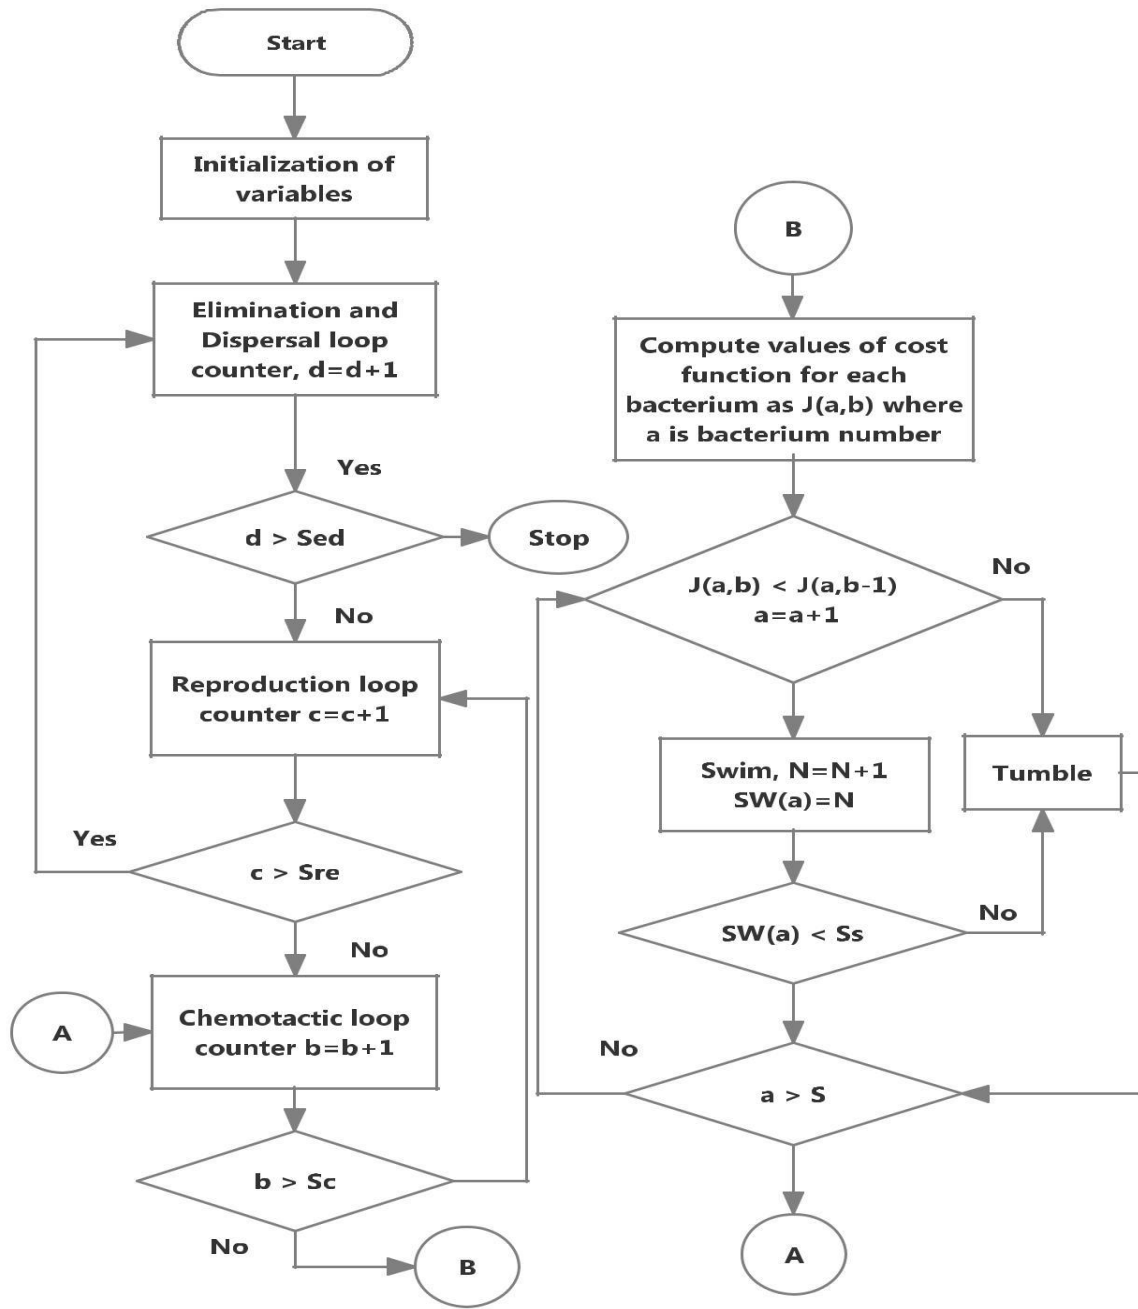 Start
Initialization of
variables
Elimination and
Dispersal loop
counter, d=d+1
Yes
d > Sed
Stop
No
Reproduction loop
counter c=c+1
Yes
c > Sre
No
A
Chemotactic loop
counter b=b+1
b > Sc
No
B
B
Compute values of cost
function for each
bacterium as J(a,b) where
a is bacterium number
J(a,b) < J(a,b-1)
a=a+1
No
Swim, N=N+1
SW(a)=N
Tumble
SW(a) < Ss
No
No
a > S
A